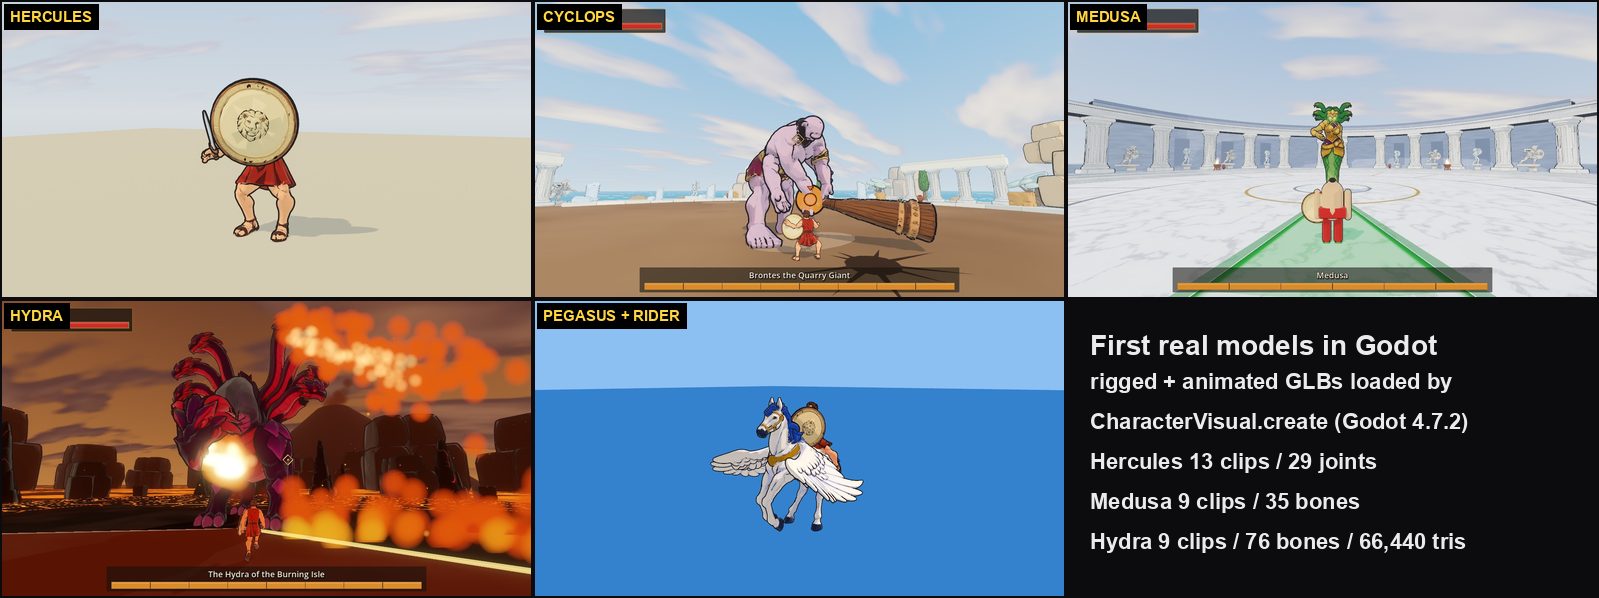 HERCULES
CYCLOPS
Brontes the Quarry Giant
MEDUSA
Medusa
HYDRA
The Hydra of the Burning Isle
PEGASUS + RIDER
First real models in Godot
rigged + animated GLBs loaded by
CharacterVisual.create (Godot 4.7.2)
Hercules 13 clips / 29 joints
Medusa 9 clips / 35 bones
Hydra 9 clips / 76 bones / 66,440 tris